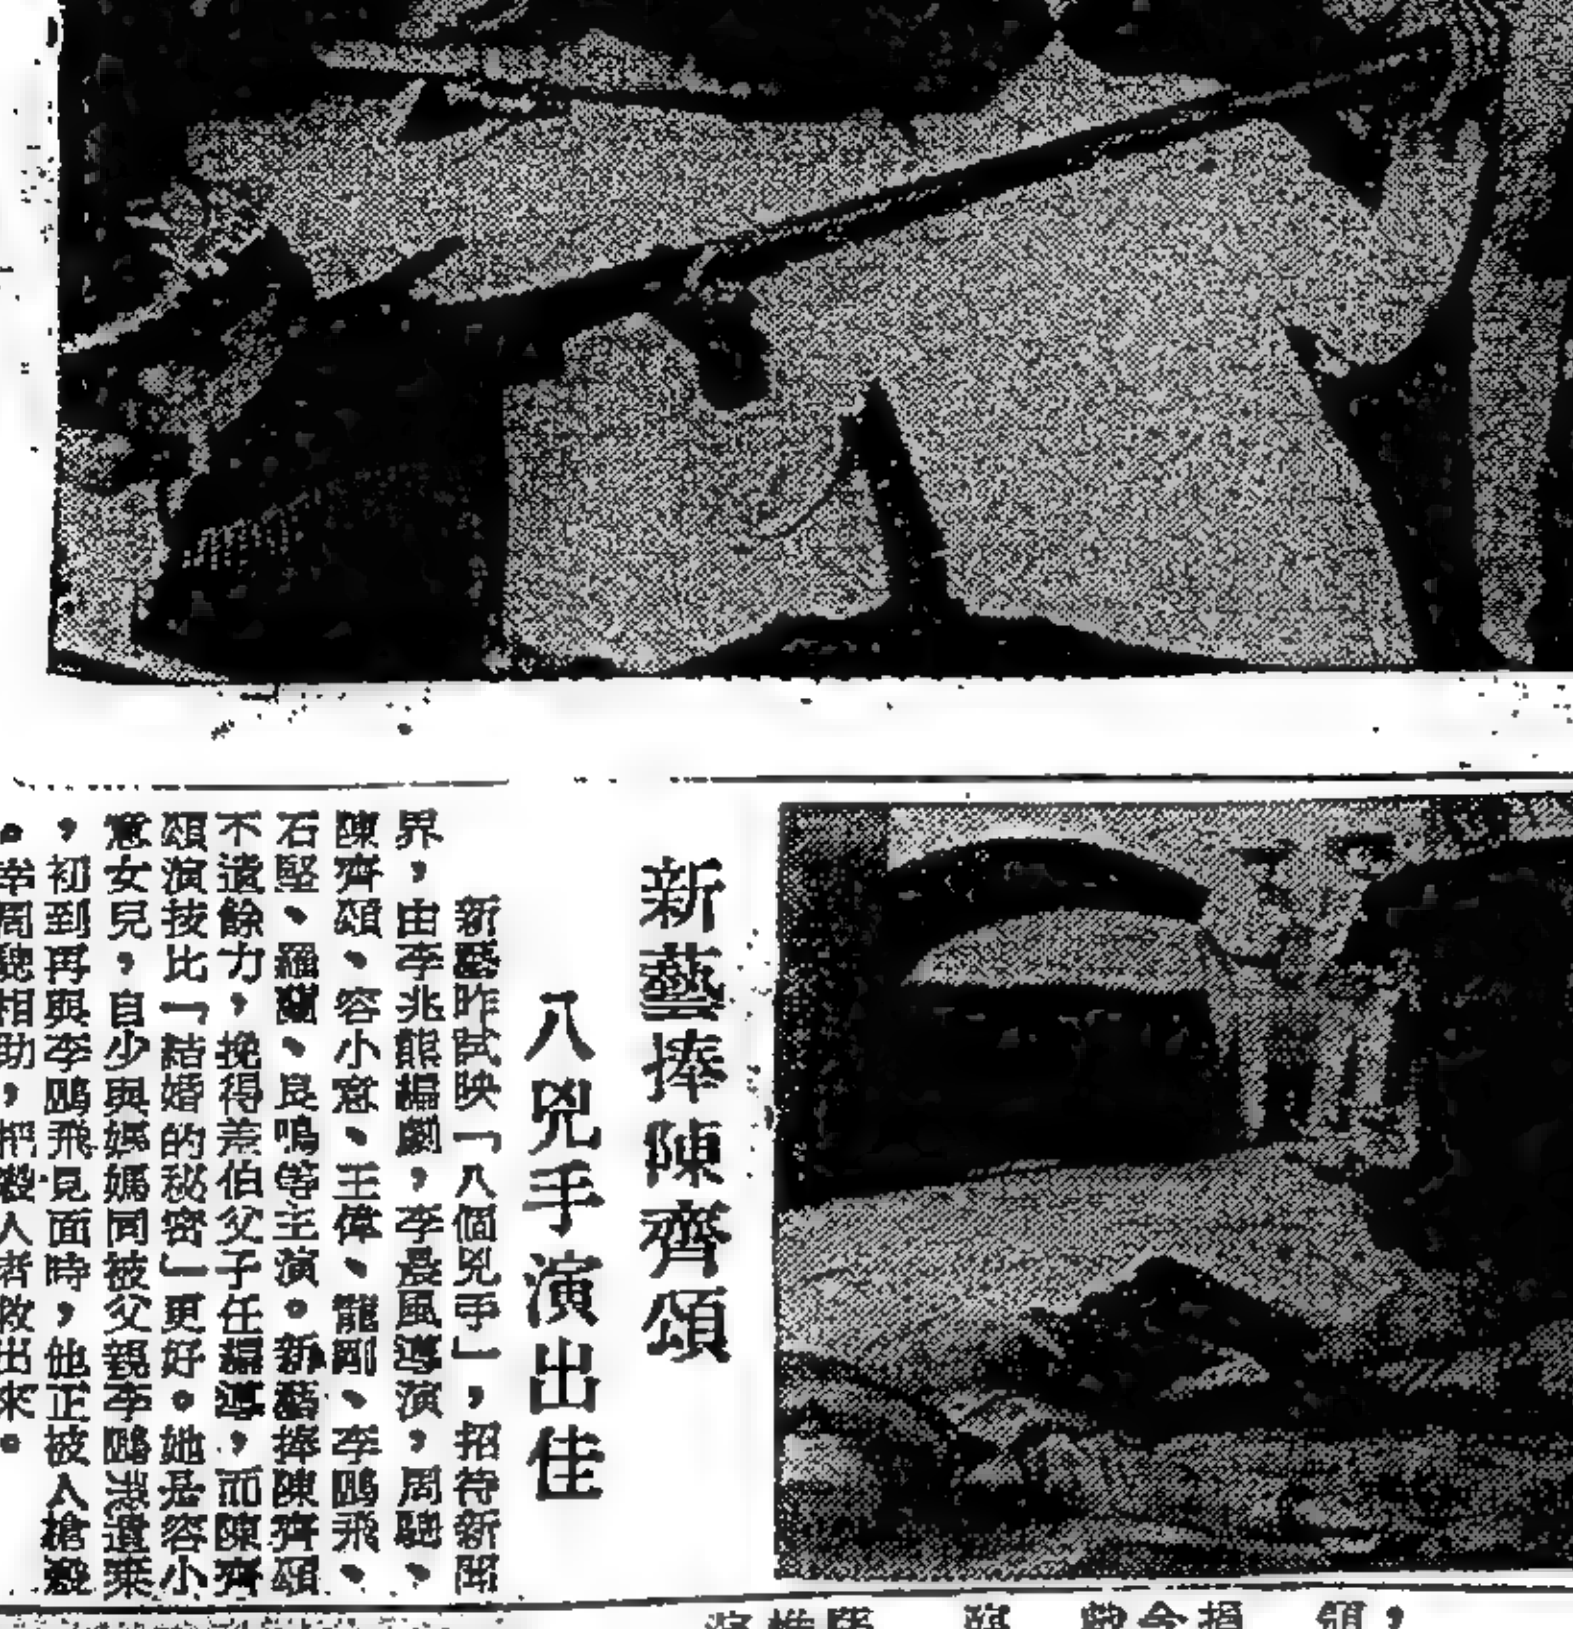 新藝捧陳齊頌
八兇手演出佳
新藝昨試映「八個兇手」，招待新聞
界，由李兆熊編劇，李晨風導演，周驄、
陳齊頌、容小意、王偉、龍剛、李鵬飛、
石堅、羅蘭、良鳴等主演。新藝捧陳齊頌
不遺餘力，挽得秦伯父子任編導，而陳齊
頌演技比「結婚的秘密」更好。她是容小
意女兒，自少與媽媽同被父親李鵬飛遺棄
，初到再與李鵬飛見面時，他正被人槍殺
。幸周驄相助，把殺人者救出來。